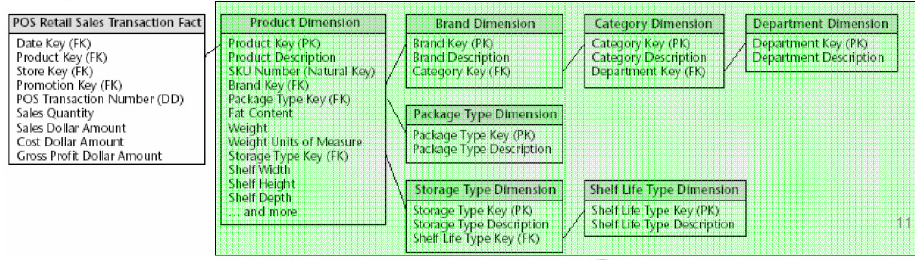 POS Retail Sales Transaction Fact
Date Key (FK)
Product Key (FK)
Store Key (FK)
Promotion Key (FK)
POS Transaction Number (DD)
Sales Quantity
Sales Dollar Amount
Cost Dollar Amount
Gross Profit Dollar Amount
Product Dimension
Product Key (PK)
Product Description
SKU Number (Natural Key)
Brand Key (FK)
Package Type Key (FK)
Fat Content
Weight
Weight Units of Measure
Storage Type Key (FK)
Shelf Width
Shelf Height
Shelf Depth
... and more
Brand Dimension
Brand Key (PK)
Brand Description
Category Key (FK)
Category Dimension
Category Key (PK)
Category Description
Department Key (FK)
Department Dimension
Department Key (PK)
Department Description
Package Type Dimension
Package Type Key (PK)
Package Type Description
Storage Type Dimension
Storage Type Key (PK)
Storage Type Description
Shelf Life Type Key (FK)
Shelf Life Type Dimension
Shelf Life Type Key (PK)
Shelf Life Type Description
11